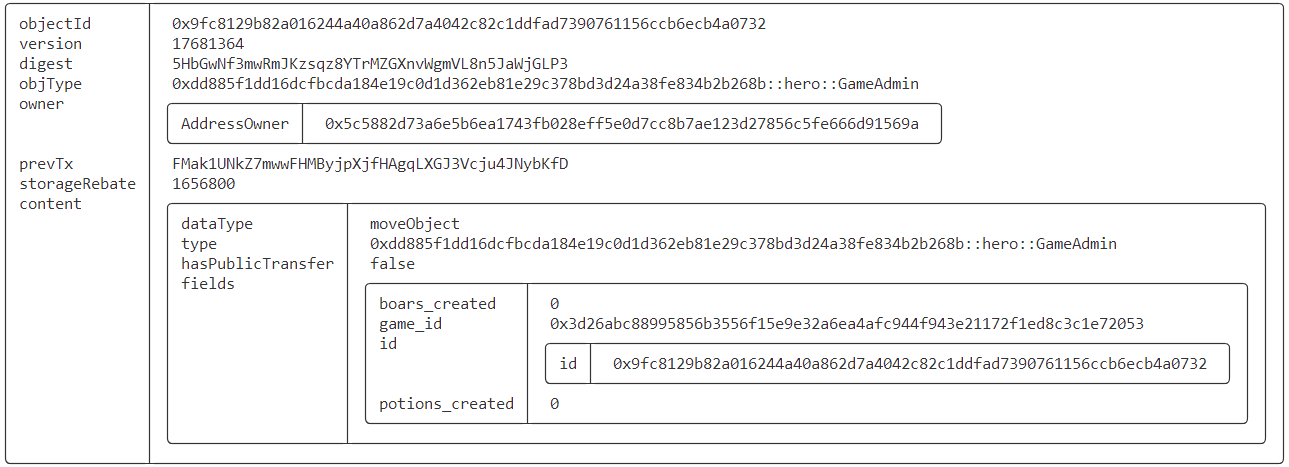 objectId 0x9fc8129b82a016244a40a862d7a4042c82c1ddfad7390761156ccb6ecb4a0732
version 17681364
digest 5HbGwNf3mwRmJKzsqz8YTrMZGXnvWgmVL8n5JaWjGLP3
objType 0xdd885f1dd16dcfbcda184e19c0d1d362eb81e29c378bd3d24a38fe834b2b268b::hero::GameAdmin
owner
AddressOwner 0x5c5882d73a6e5b6ea1743fb028eff5e0d7cc8b7ae123d27856c5fe666d91569a
prevTx FMak1UNkZ7mwwFHMByjpXjfHAgqLXGJ3Vcju4JNybKfD
storageRebate 1656800
content
dataType moveObject
type 0xdd885f1dd16dcfbcda184e19c0d1d362eb81e29c378bd3d24a38fe834b2b268b::hero::GameAdmin
hasPublicTransfer false
fields
boars_created 0
game_id 0x3d26abc88995856b3556f15e9e32a6ea4afc944f943e21172f1ed8c3c1e72053
id
id 0x9fc8129b82a016244a40a862d7a4042c82c1ddfad7390761156ccb6ecb4a0732
potions_created 0